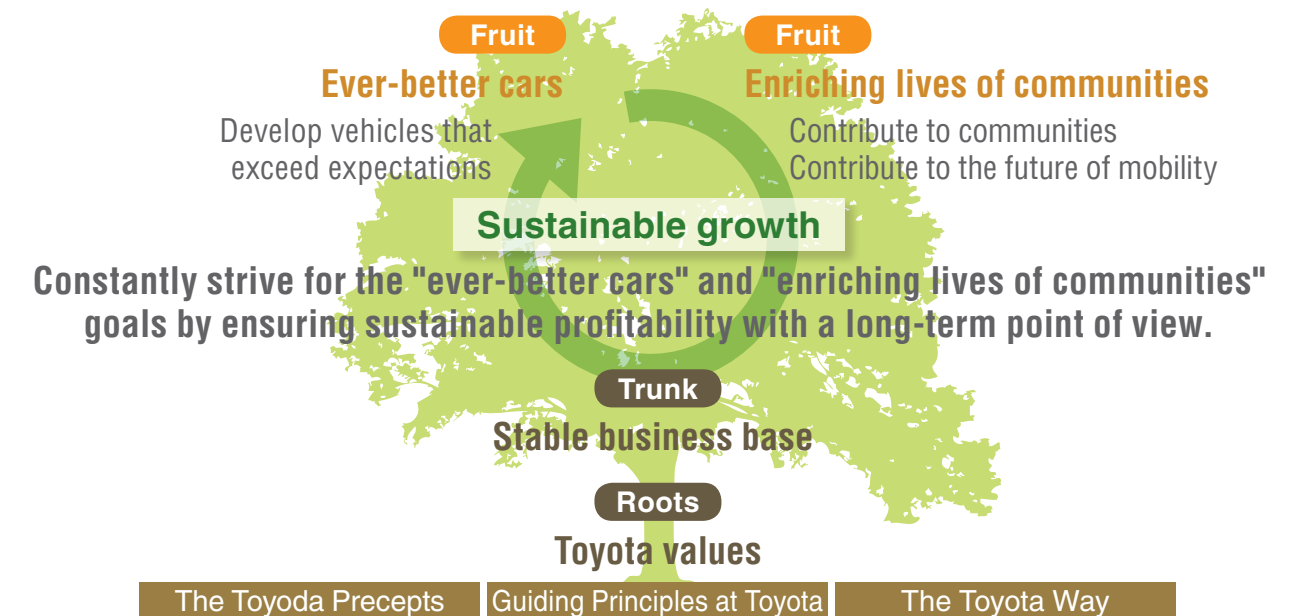 Fruit
Ever-better cars
Develop vehicles that
exceed expectations
Fruit
Enriching lives of communities
Contribute to communities
Contribute to the future of mobility
Sustainable growth
Constantly strive for the "ever-better cars" and "enriching lives of communities"
goals by ensuring sustainable profitability with a long-term point of view.
Trunk
Stable business base
Roots
Toyota values
The Toyoda Precepts
Guiding Principles at Toyota
The Toyota Way